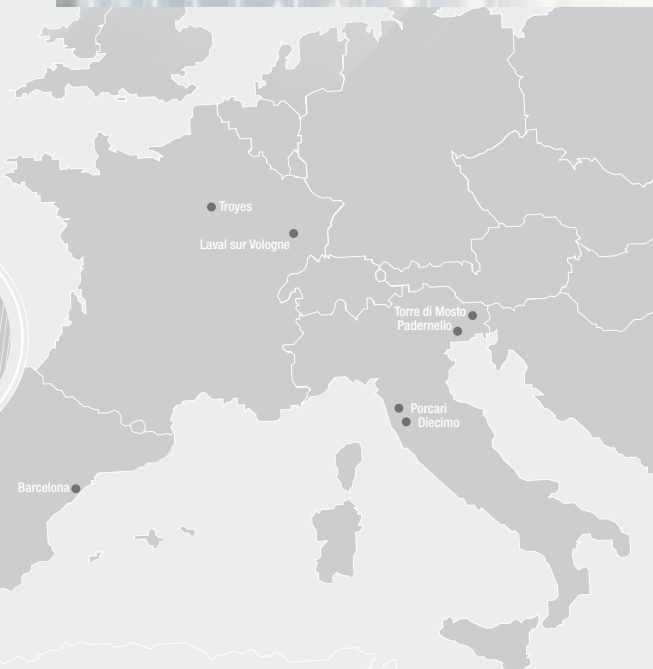 Troyes
Laval sur Vologne
Torre di Mosto
Padernello
Porcari
Diecimo
Barcelona